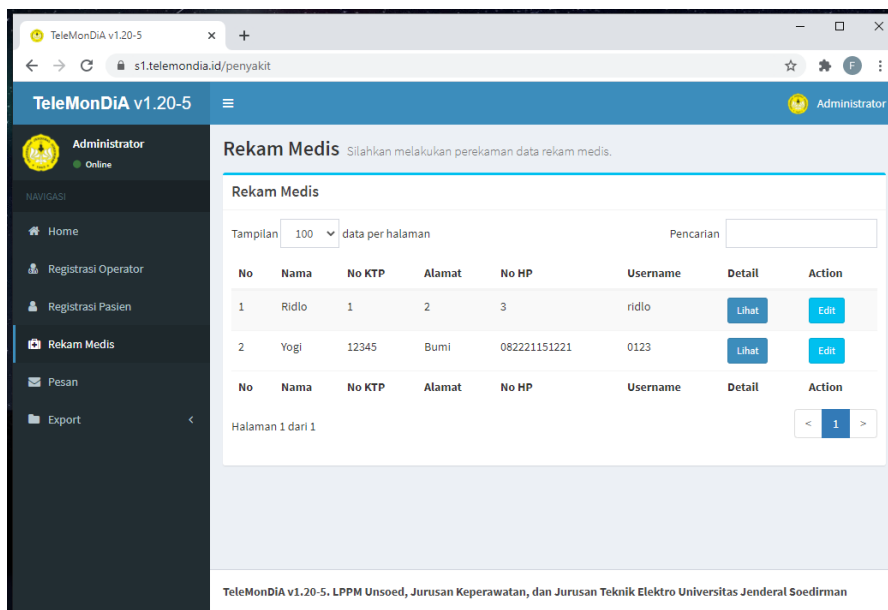 TeleMonDiA v1.20-5
s1.telemondia.id/penyakit
F
TeleMonDiA v1.20-5
Administrator
Administrator
Online
Rekam Medis Silahkan melakukan perekaman data rekam medis.
NAVIGASI
Home
Registrasi Operator
Registrasi Pasien
Rekam Medis
Pesan
Export
Rekam Medis
Tampilan 100 data per halaman Pencarian
No Nama No KTP Alamat No HP Username Detail Action
1 Ridlo 1 2 3 ridlo Lihat Edit
2 Yogi 12345 Bumi 082221151221 0123 Lihat Edit
No Nama No KTP Alamat No HP Username Detail Action
Halaman 1 dari 1 < 1 >
TeleMonDiA v1.20-5. LPPM Unsoed, Jurusan Keperawatan, dan Jurusan Teknik Elektro Universitas Jenderal Soedirman